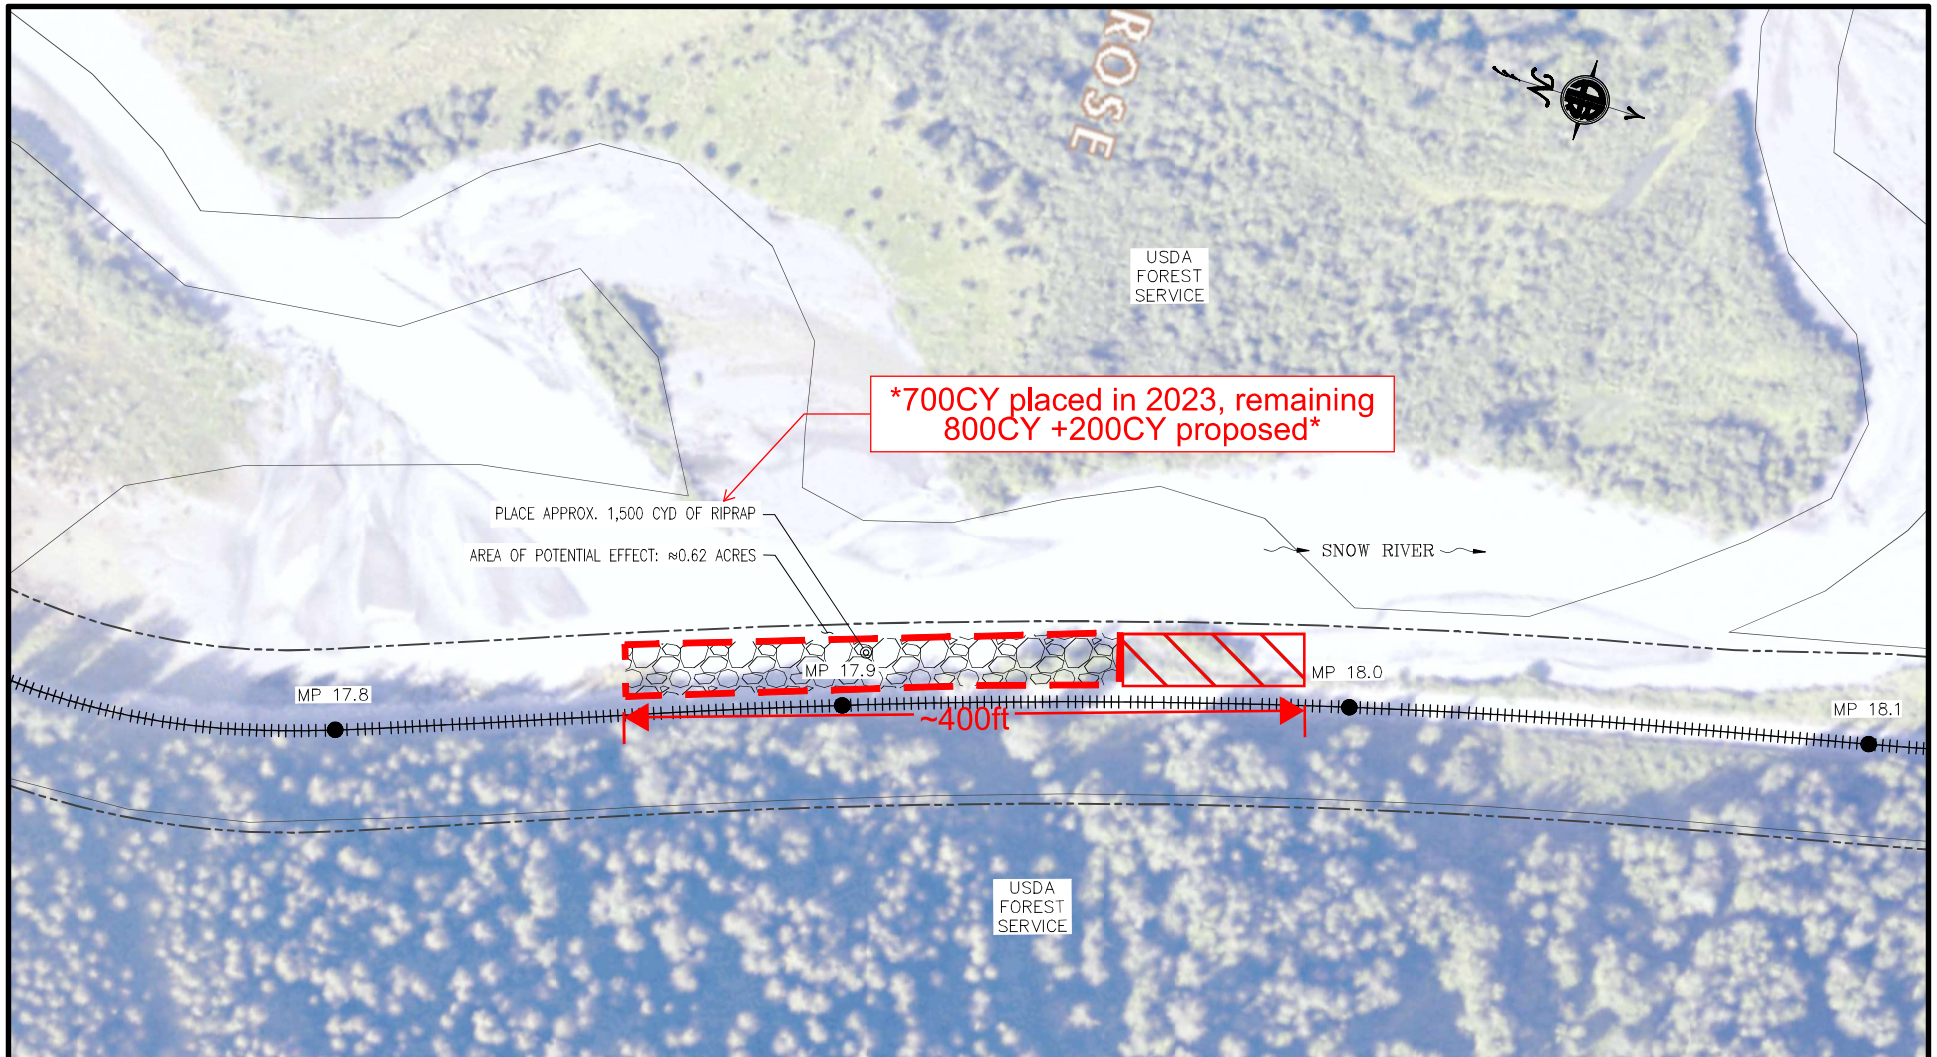 ROSE
N
USDA
FOREST
SERVICE
*700CY placed in 2023, remaining
800CY +200CY proposed*
PLACE APPROX. 1,500 CYD OF RIPRAP
AREA OF POTENTIAL EFFECT: ≈0.62 ACRES
SNOW RIVER
MP 17.8
MP 17.9
MP 18.0
MP 18.1
~400ft
USDA
FOREST
SERVICE